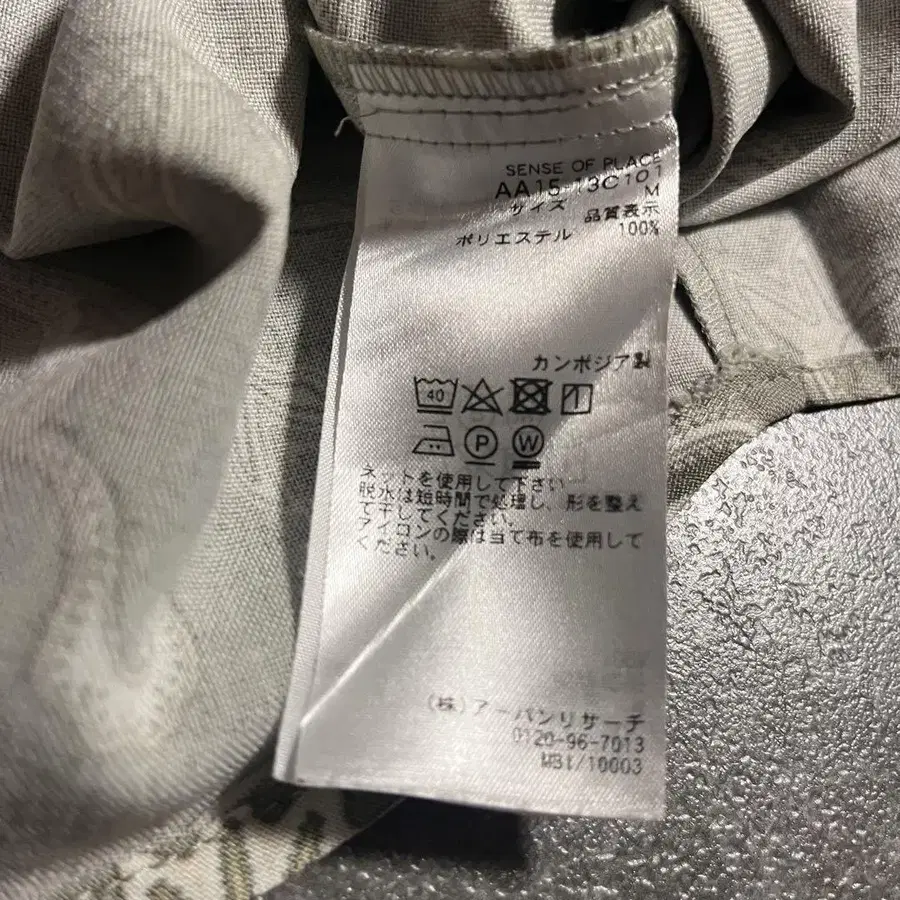 SENSE OF PLACE
AA15-13C101
サイズ M
品質表示
ポリエステル 100%
カンボジア製
40
P W
ネットを使用して下さい
脱水は短時間で処理し、形を整え
て干してください。
アイロンの際は当て布を使用して
ください。
(株)アーバンリサーチ
0120-96-7013
WB1/10003